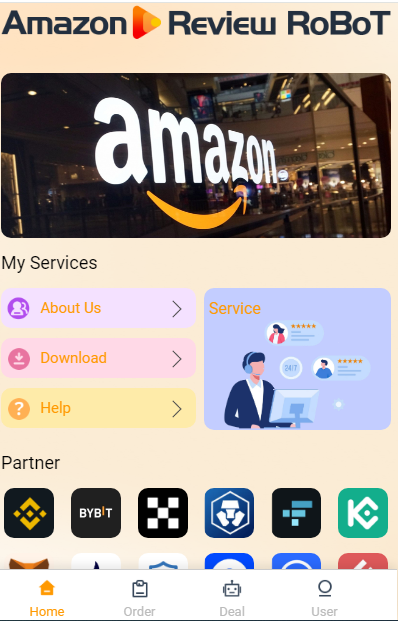 Amazon Review RoBoT
amazon
My Services
About Us
Service
Download
24/7
Help
Partner
BYBIT
Home
Order
Deal
User